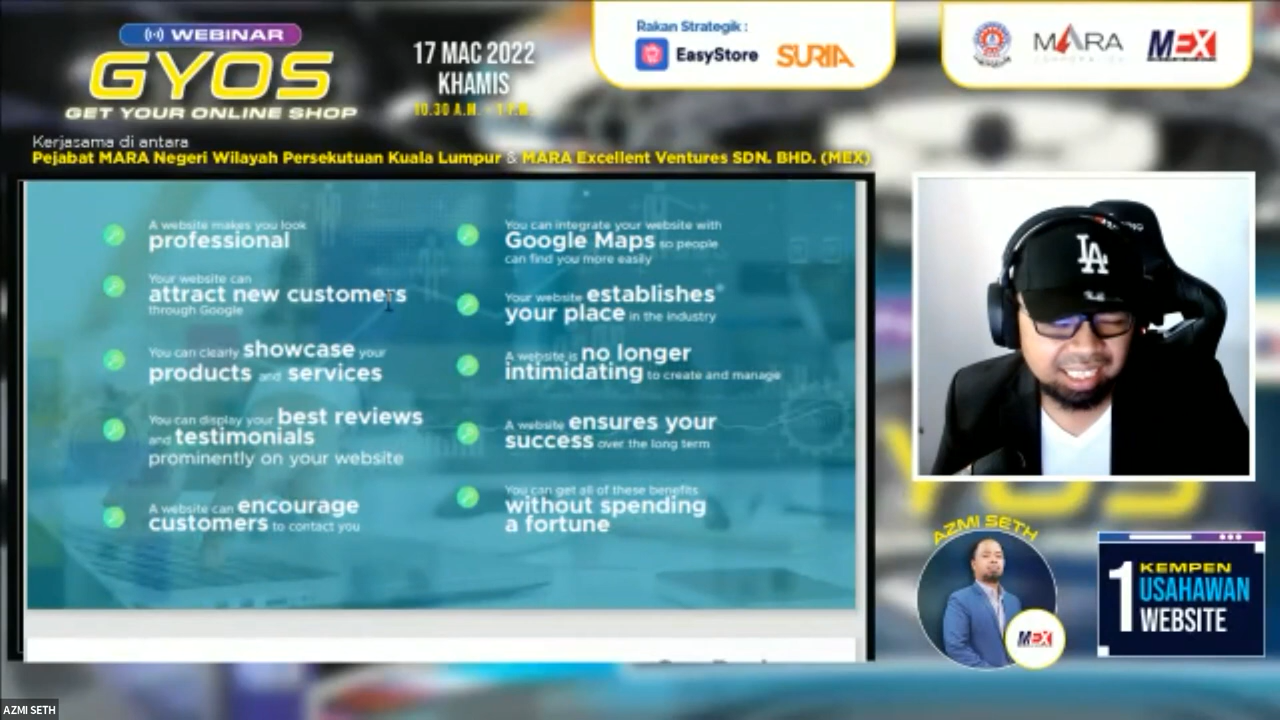 WEBINAR
GYOS
GET YOUR ONLINE SHOP
17 MAC 2022
KHAMIS
10.30 A.M. - 1 P.M.
Rakan Strategik :
EasyStore
SURIA
MARA
MEX
Kerjasama di antara
Pejabat MARA Negeri Wilayah Persekutuan Kuala Lumpur & MARA Excellent Ventures SDN. BHD. (MEX)
A website makes you look
professional
Your website can
attract new customers
through Google
You can clearly showcase your
products and services
You can display your best reviews
and testimonials
prominently on your website
A website can encourage
customers to contact you
You can integrate your website with
Google Maps so people
can find you more easily
Your website establishes
your place in the industry
A website is no longer
intimidating to create and manage
A website ensures your
success over the long term
You can get all of these benefits
without spending
a fortune
LA
AZMI SETH
MEX
1 KEMPEN
USAHAWAN
WEBSITE
AZMI SETH